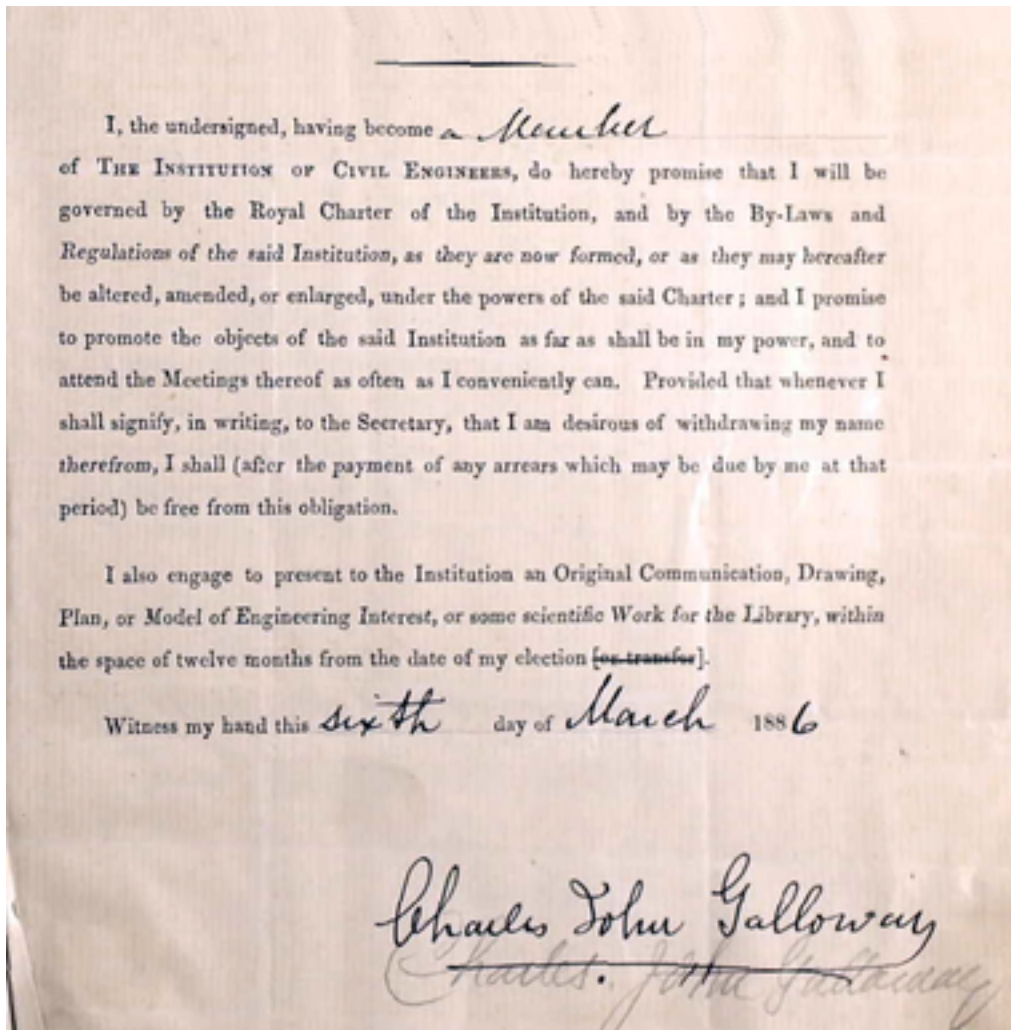 I, the undersigned, having become a Member
of THE INSTITUTION OF CIVIL ENGINEERS, do hereby promise that I will be
governed by the Royal Charter of the Institution, and by the By-Laws and
Regulations of the said Institution, as they are now formed, or as they may hereafter
be altered, amended, or enlarged, under the powers of the said Charter; and I promise
to promote the objects of the said Institution as far as shall be in my power, and to
attend the Meetings thereof as often as I conveniently can. Provided that whenever I
shall signify, in writing, to the Secretary, that I am desirous of withdrawing my name
therefrom, I shall (after the payment of any arrears which may be due by me at that
period) be free from this obligation.
I also engage to present to the Institution an Original Communication, Drawing,
Plan, or Model of Engineering Interest, or some scientific Work for the Library, within
the space of twelve months from the date of my election [or transfer].
Witness my hand this sixth day of March 1886
Charles John Galloway
Charles. John Galloway